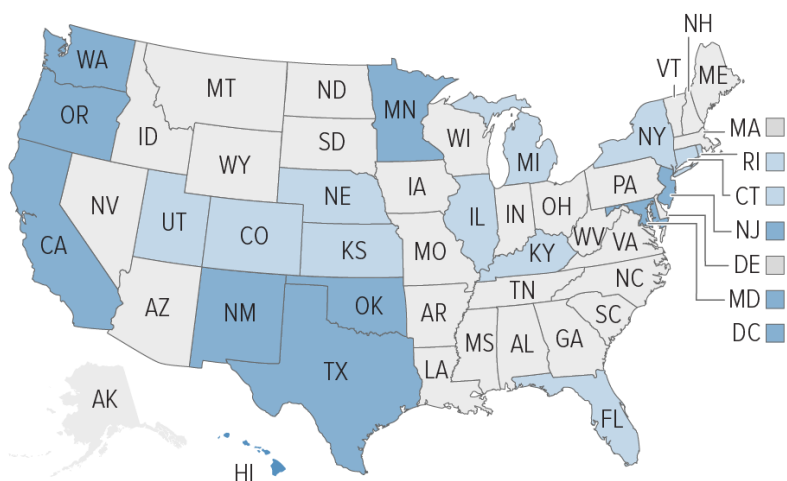 NH
VT
ME
WA
MT
ND
MN
OR
ID
SD
WI
NY
MA
MI
RI
WY
IA
PA
CT
NE
NV
UT
CO
IL
IN
OH
NJ
CA
KS
MO
KY
WV
VA
DE
AZ
NM
OK
AR
TN
NC
MD
SC
DC
TX
LA
MS
AL
GA
AK
FL
HI